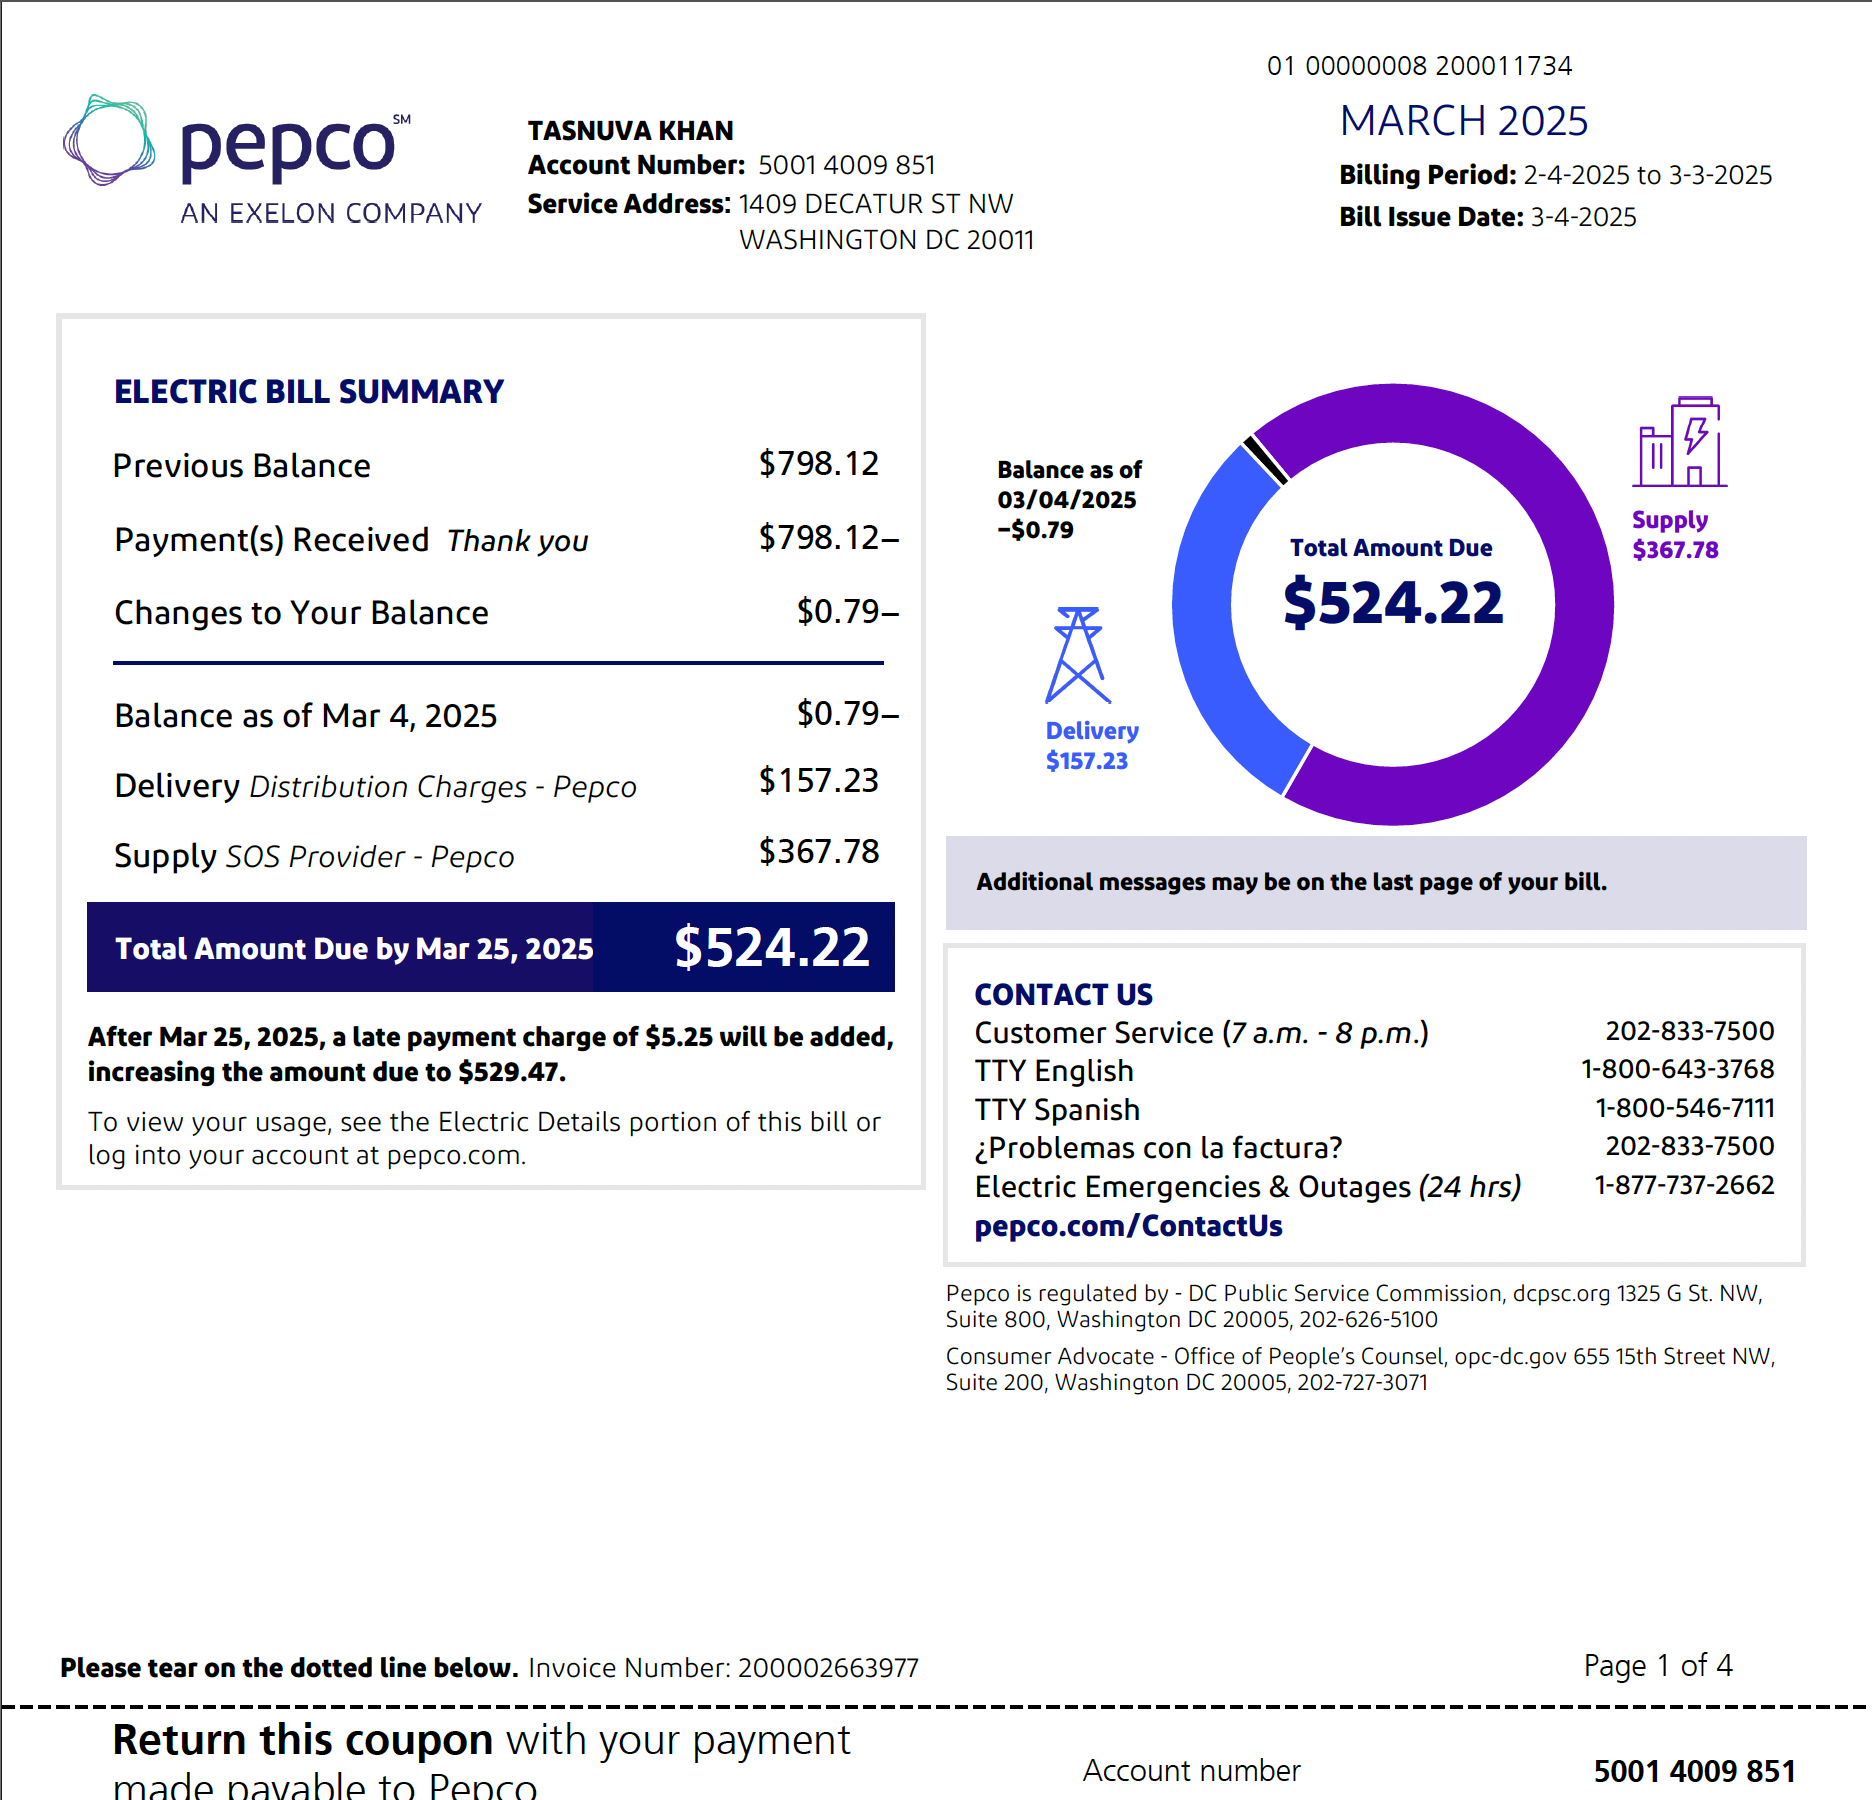 01 00000008 200011734
pepco℠
AN EXELON COMPANY
TASNUVA KHAN
Account Number: 5001 4009 851
Service Address: 1409 DECATUR ST NW
WASHINGTON DC 20011
MARCH 2025
Billing Period: 2-4-2025 to 3-3-2025
Bill Issue Date: 3-4-2025
ELECTRIC BILL SUMMARY
Previous Balance $798.12
Payment(s) Received Thank you $798.12–
Changes to Your Balance $0.79–
Balance as of Mar 4, 2025 $0.79–
Delivery Distribution Charges - Pepco $157.23
Supply SOS Provider - Pepco $367.78
Total Amount Due by Mar 25, 2025 $524.22
After Mar 25, 2025, a late payment charge of $5.25 will be added,
increasing the amount due to $529.47.
To view your usage, see the Electric Details portion of this bill or
log into your account at pepco.com.
Balance as of
03/04/2025
–$0.79
Delivery
$157.23
Total Amount Due
$524.22
Supply
$367.78
Additional messages may be on the last page of your bill.
CONTACT US
Customer Service (7 a.m. - 8 p.m.) 202-833-7500
TTY English 1-800-643-3768
TTY Spanish 1-800-546-7111
¿Problemas con la factura? 202-833-7500
Electric Emergencies & Outages (24 hrs) 1-877-737-2662
pepco.com/ContactUs
Pepco is regulated by - DC Public Service Commission, dcpsc.org 1325 G St. NW,
Suite 800, Washington DC 20005, 202-626-5100
Consumer Advocate - Office of People’s Counsel, opc-dc.gov 655 15th Street NW,
Suite 200, Washington DC 20005, 202-727-3071
Please tear on the dotted line below. Invoice Number: 200002663977
Page 1 of 4
Return this coupon with your payment
made payable to Pepco
Account number 5001 4009 851